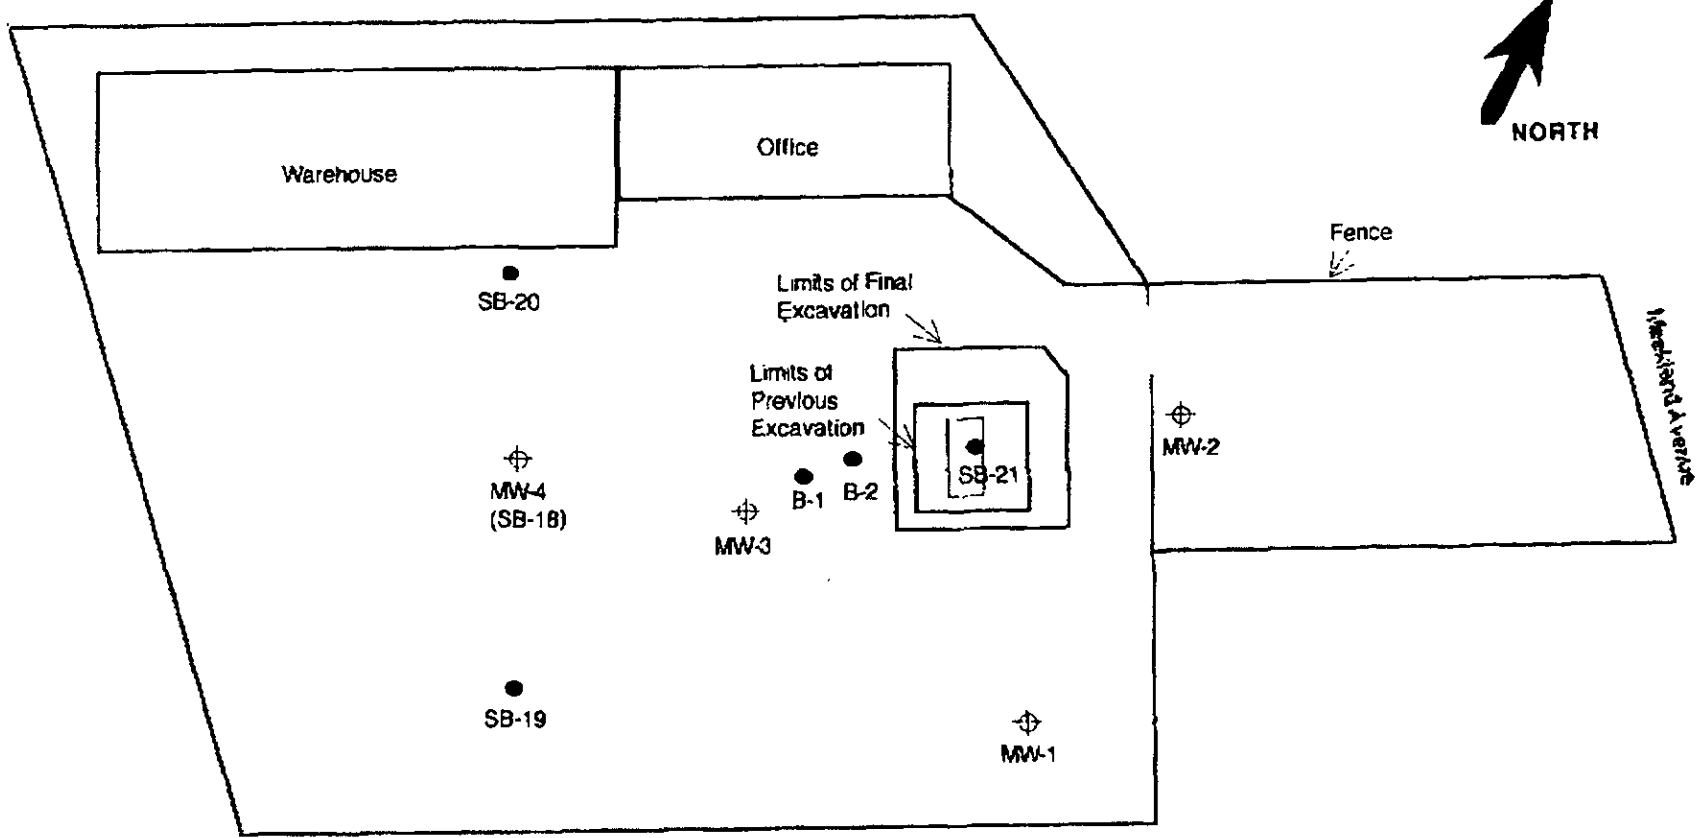 NORTH
Office
Warehouse
Fence
Limits of Final
Excavation
SB-20
Limits of
Previous
Excavation
MW-2
SB-21
B-1
B-2
MW-4
(SB-18)
MW-3
SB-19
MW-1
Avenue